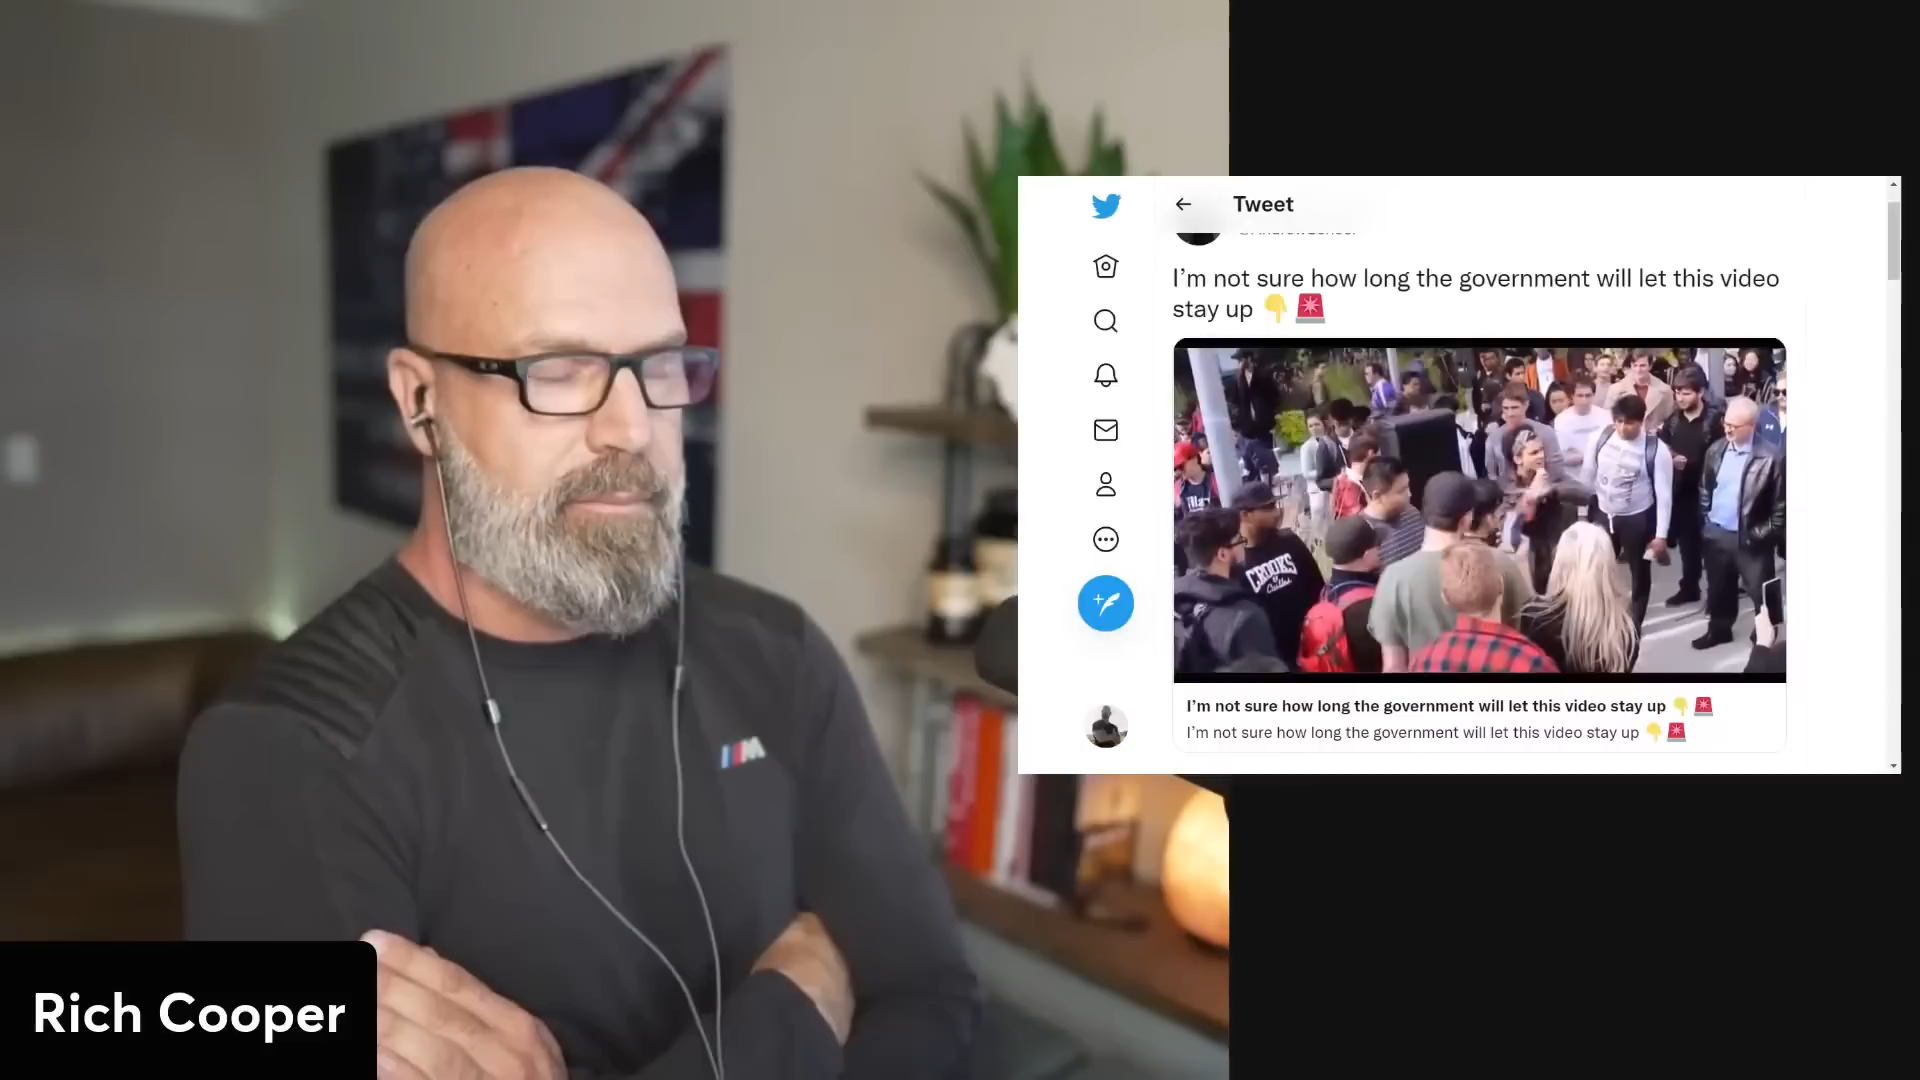 Tweet
I’m not sure how long the government will let this video
stay up 👇🚨
CROOKS
I’m not sure how long the government will let this video stay up 👇🚨
I’m not sure how long the government will let this video stay up 👇🚨
M
Rich Cooper